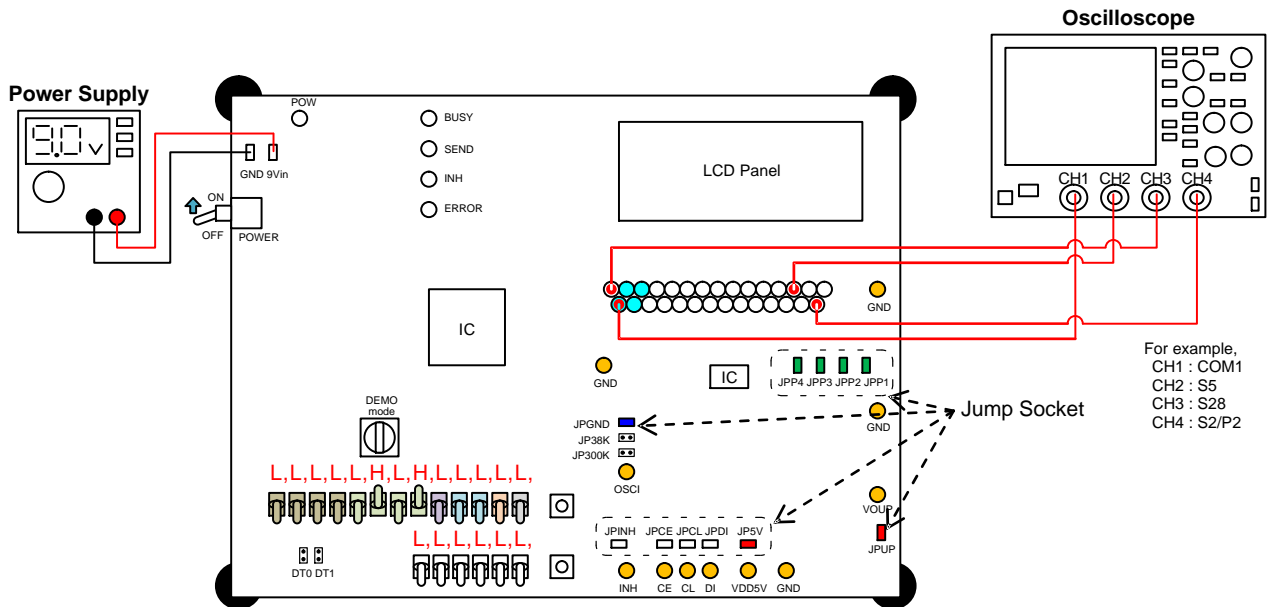 Oscilloscope
Power Supply
9.0 v
POW
BUSY
SEND
INH
ERROR
GND 9Vin
ON
OFF
POWER
LCD Panel
CH1 CH2 CH3 CH4
GND
IC
GND
IC
JPP4 JPP3 JPP2 JPP1
GND
For example,
CH1 : COM1
CH2 : S5
CH3 : S28
CH4 : S2/P2
Jump Socket
DEMO
mode
JPGND
JP38K
JP300K
OSCI
L,L,L,L,L,H,L,H,L,L,L,L,L,
VOUP
JPUP
JPINH JPCE JPCL JPDI JP5V
L,L,L,L,L,L,
DT0 DT1
INH CE CL DI VDD5V GND